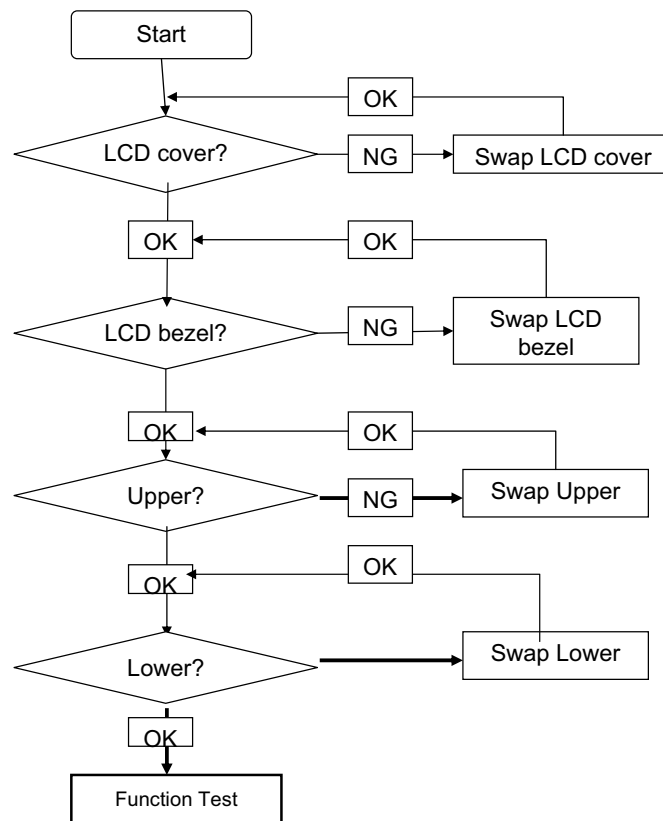 Start
OK
LCD cover?
NG
Swap LCD cover
OK
OK
LCD bezel?
NG
Swap LCD
bezel
OK
OK
Upper?
NG
Swap Upper
OK
OK
Lower?
Swap Lower
OK
Function Test